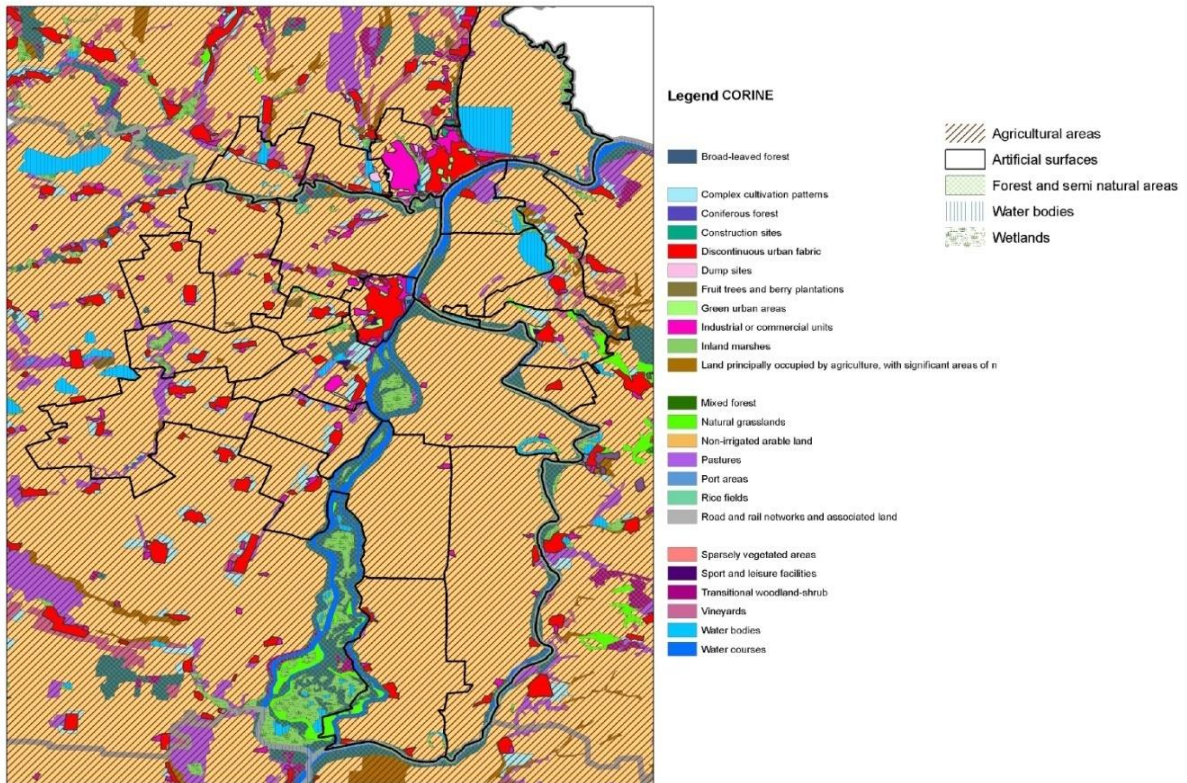 Legend CORINE
Broad-leaved forest
Complex cultivation patterns
Coniferous forest
Construction sites
Discontinuous urban fabric
Dump sites
Fruit trees and berry plantations
Green urban areas
Industrial or commercial units
Inland marshes
Land principally occupied by agriculture, with significant areas of n
Mixed forest
Natural grasslands
Non-irrigated arable land
Pastures
Port areas
Rice fields
Road and rail networks and associated land
Sparsely vegetated areas
Sport and leisure facilities
Transitional woodland-shrub
Vineyards
Water bodies
Water courses
Agricultural areas
Artificial surfaces
Forest and semi natural areas
Water bodies
Wetlands